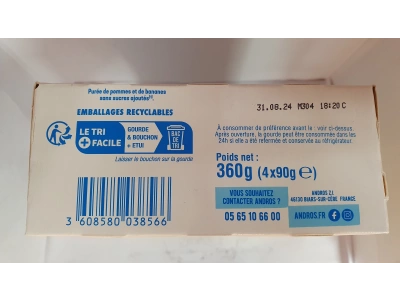 Purée de pommes et de bananes
sans sucres ajoutés⁽¹⁾.
EMBALLAGES RECYCLABLES
LE TRI
+ FACILE
GOURDE
& BOUCHON
+ ETUI
BAC
DE
TRI
Laisser le bouchon sur la gourde
3 608580 038566
31.08.24 M304 18:20 C
À consommer de préférence avant le : voir ci-dessus.
Après ouverture, la gourde peut être consommée dans les
24h si elle a été refermée et conservée au réfrigérateur.
Poids net :
360g (4x90g e)
VOUS SOUHAITEZ
CONTACTER ANDROS ?
05 65 10 66 00
ANDROS Z.I.
46130 BIARS-SUR-CÈRE FRANCE
ANDROS.FR